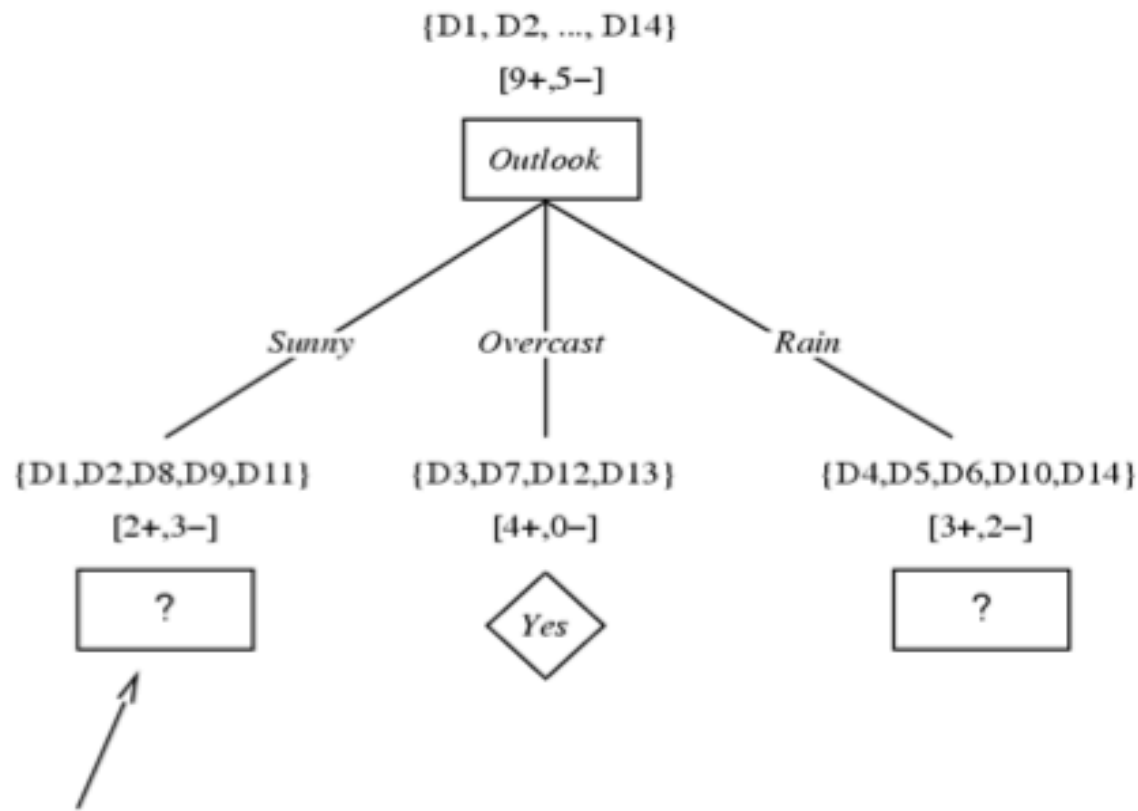 {D1, D2, ..., D14}
[9+,5−]
Outlook
Sunny Overcast Rain
{D1,D2,D8,D9,D11} {D3,D7,D12,D13} {D4,D5,D6,D10,D14}
[2+,3−] [4+,0−] [3+,2−]
? Yes ?